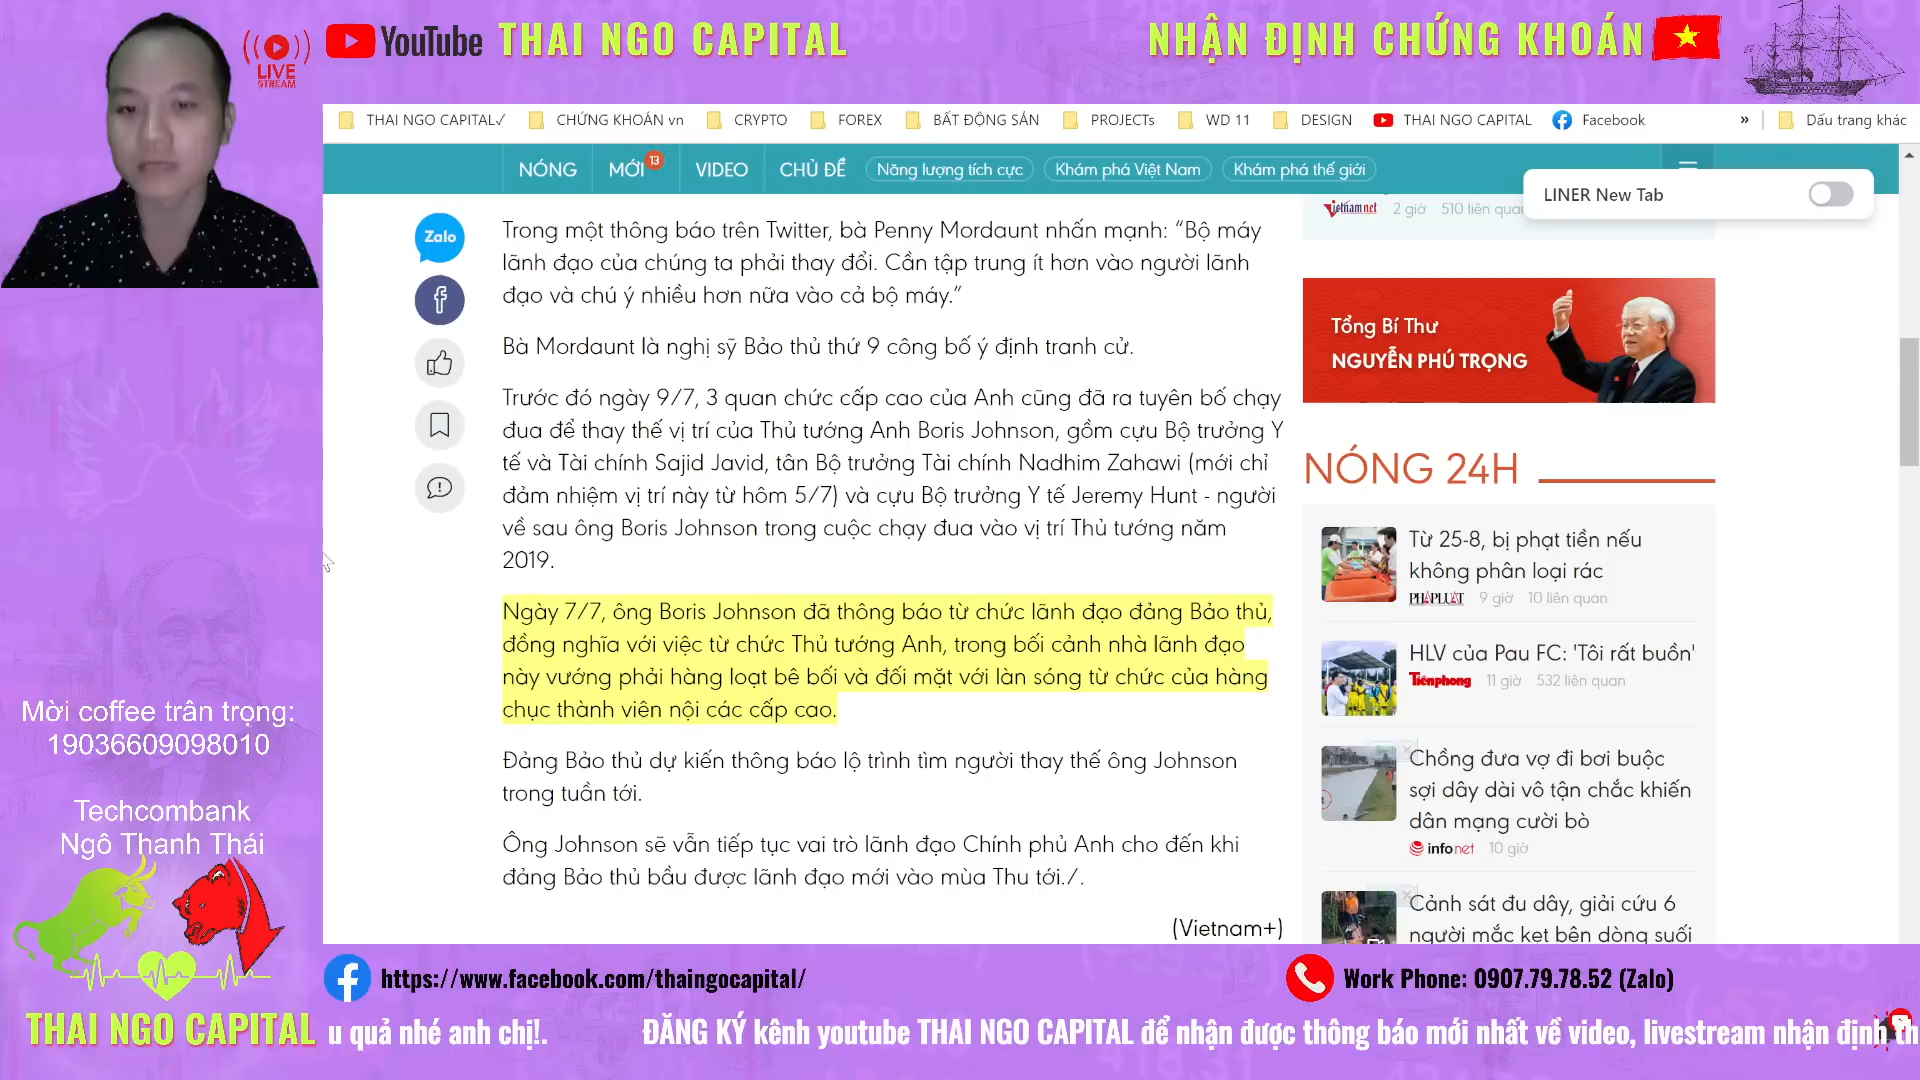 LIVE
STREAM
YouTube THAI NGO CAPITAL
NHẬN ĐỊNH CHỨNG KHOÁN
THAI NGO CAPITAL✓
CHỨNG KHOÁN vn
CRYPTO
FOREX
BẤT ĐỘNG SẢN
PROJECTs
WD 11
DESIGN
THAI NGO CAPITAL
Facebook
»
Dấu trang khác
NÓNG
MỚI 13
VIDEO
CHỦ ĐỀ
Năng lượng tích cực
Khám phá Việt Nam
Khám phá thế giới
LINER New Tab
Zalo
Trong một thông báo trên Twitter, bà Penny Mordaunt nhấn mạnh: “Bộ máy
lãnh đạo của chúng ta phải thay đổi. Cần tập trung ít hơn vào người lãnh
đạo và chú ý nhiều hơn nữa vào cả bộ máy.”
Bà Mordaunt là nghị sỹ Bảo thủ thứ 9 công bố ý định tranh cử.
Trước đó ngày 9/7, 3 quan chức cấp cao của Anh cũng đã ra tuyên bố chạy
đua để thay thế vị trí của Thủ tướng Anh Boris Johnson, gồm cựu Bộ trưởng Y
tế và Tài chính Sajid Javid, tân Bộ trưởng Tài chính Nadhim Zahawi (mới chỉ
đảm nhiệm vị trí này từ hôm 5/7) và cựu Bộ trưởng Y tế Jeremy Hunt - người
về sau ông Boris Johnson trong cuộc chạy đua vào vị trí Thủ tướng năm
2019.
Ngày 7/7, ông Boris Johnson đã thông báo từ chức lãnh đạo đảng Bảo thủ,
đồng nghĩa với việc từ chức Thủ tướng Anh, trong bối cảnh nhà lãnh đạo
này vướng phải hàng loạt bê bối và đối mặt với làn sóng từ chức của hàng
chục thành viên nội các cấp cao.
Đảng Bảo thủ dự kiến thông báo lộ trình tìm người thay thế ông Johnson
trong tuần tới.
Ông Johnson sẽ vẫn tiếp tục vai trò lãnh đạo Chính phủ Anh cho đến khi
đảng Bảo thủ bầu được lãnh đạo mới vào mùa Thu tới./.
(Vietnam+)
vietnamnet 2 giờ 510 liên quan
Tổng Bí Thư
NGUYỄN PHÚ TRỌNG
NÓNG 24H
Từ 25-8, bị phạt tiền nếu
không phân loại rác
PHÁP LUẬT 9 giờ 10 liên quan
HLV của Pau FC: 'Tôi rất buồn'
Tiền phong 11 giờ 532 liên quan
Chồng đưa vợ đi bơi buộc
sợi dây dài vô tận chắc khiến
dân mạng cười bò
infonet 10 giờ
Cảnh sát đu dây, giải cứu 6
người mắc kẹt bên dòng suối
Mời coffee trân trọng:
19036609098010
Techcombank
Ngô Thanh Thái
THAI NGO CAPITAL
https://www.facebook.com/thaingocapital/
Work Phone: 0907.79.78.52 (Zalo)
u quả nhé anh chị!.
ĐĂNG KÝ kênh youtube THAI NGO CAPITAL để nhận được thông báo mới nhất về video, livestream nhận định th